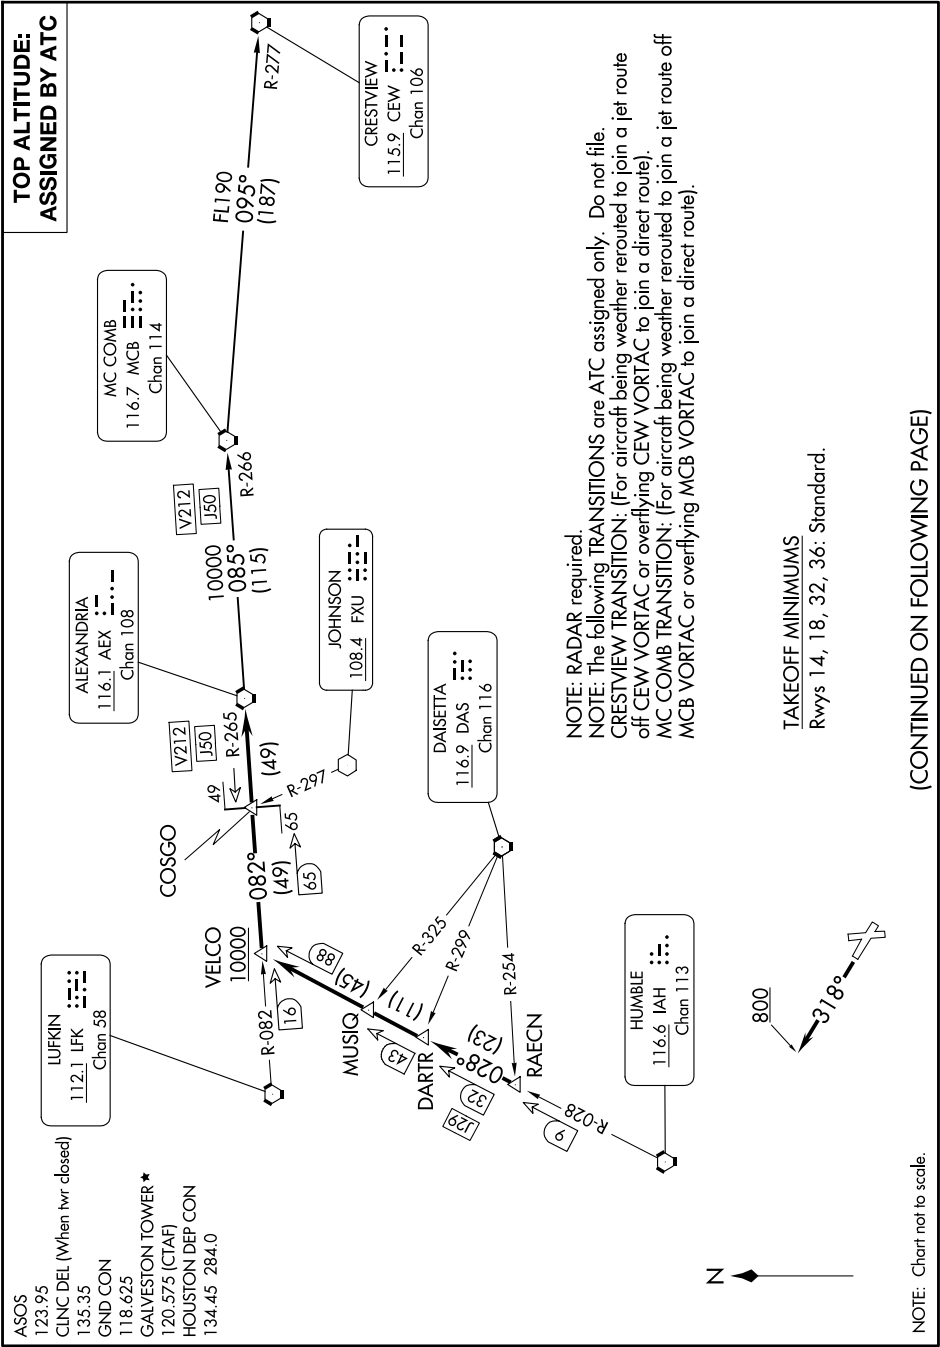 TOP ALTITUDE:
ASSIGNED BY ATC
ASOS
123.95
CLNC DEL (When twr closed)
135.35
GND CON
118.625
GALVESTON TOWER★
120.575 (CTAF)
HOUSTON DEP CON
134.45 284.0
LUFKIN
112.1 LFK
Chan 58
ALEXANDRIA
116.1 AEX
Chan 108
MC COMB
116.7 MCB
Chan 114
CRESTVIEW
115.9 CEW
Chan 106
JOHNSON
108.4 FXU
DAISETTA
116.9 DAS
Chan 116
HUMBLE
116.6 IAH
Chan 113
R-082
16
VELCO
10000
082°
(49)
65
65
COSGO
49
R-297
V212
J50
R-265
(49)
10000
085°
(115)
V212
J50
R-266
FL190
095°
(187)
R-277
88
(45)
MUSIQ
43
(11)
DARTR
32
J29
028°
(23)
RAECN
9
R-028
R-325
R-299
R-254
800
318°
N
NOTE: RADAR required.
NOTE: The following TRANSITIONS are ATC assigned only. Do not file.
CRESTVIEW TRANSITION: (For aircraft being weather rerouted to join a jet route
off CEW VORTAC or overflying CEW VORTAC to join a direct route).
MC COMB TRANSITION: (For aircraft being weather rerouted to join a jet route off
MCB VORTAC or overflying MCB VORTAC to join a direct route).
TAKEOFF MINIMUMS
Rwys 14, 18, 32, 36: Standard.
(CONTINUED ON FOLLOWING PAGE)
NOTE: Chart not to scale.